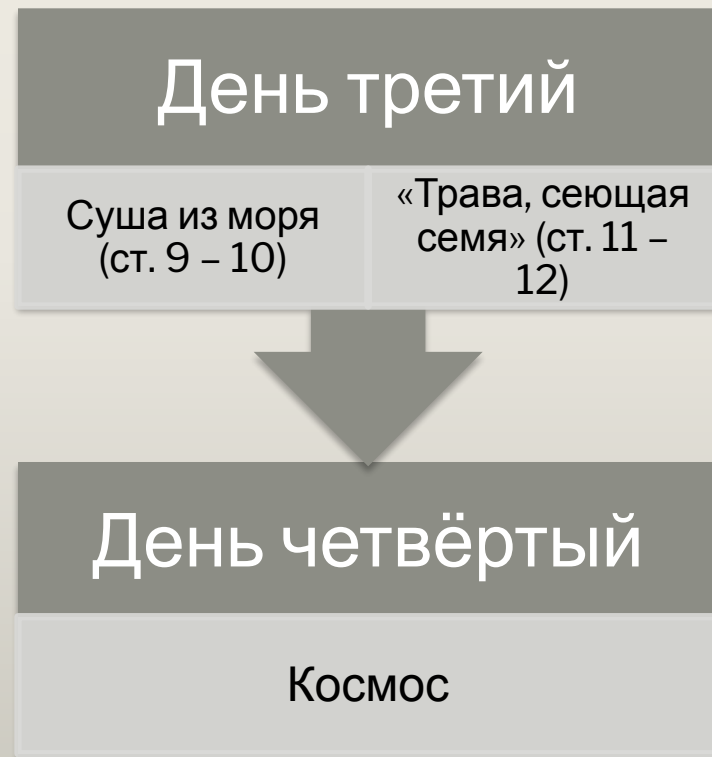 День третий
Суша из моря
(ст. 9 – 10)
«Трава, сеющая
семя» (ст. 11 –
12)
День четвёртый
Космос